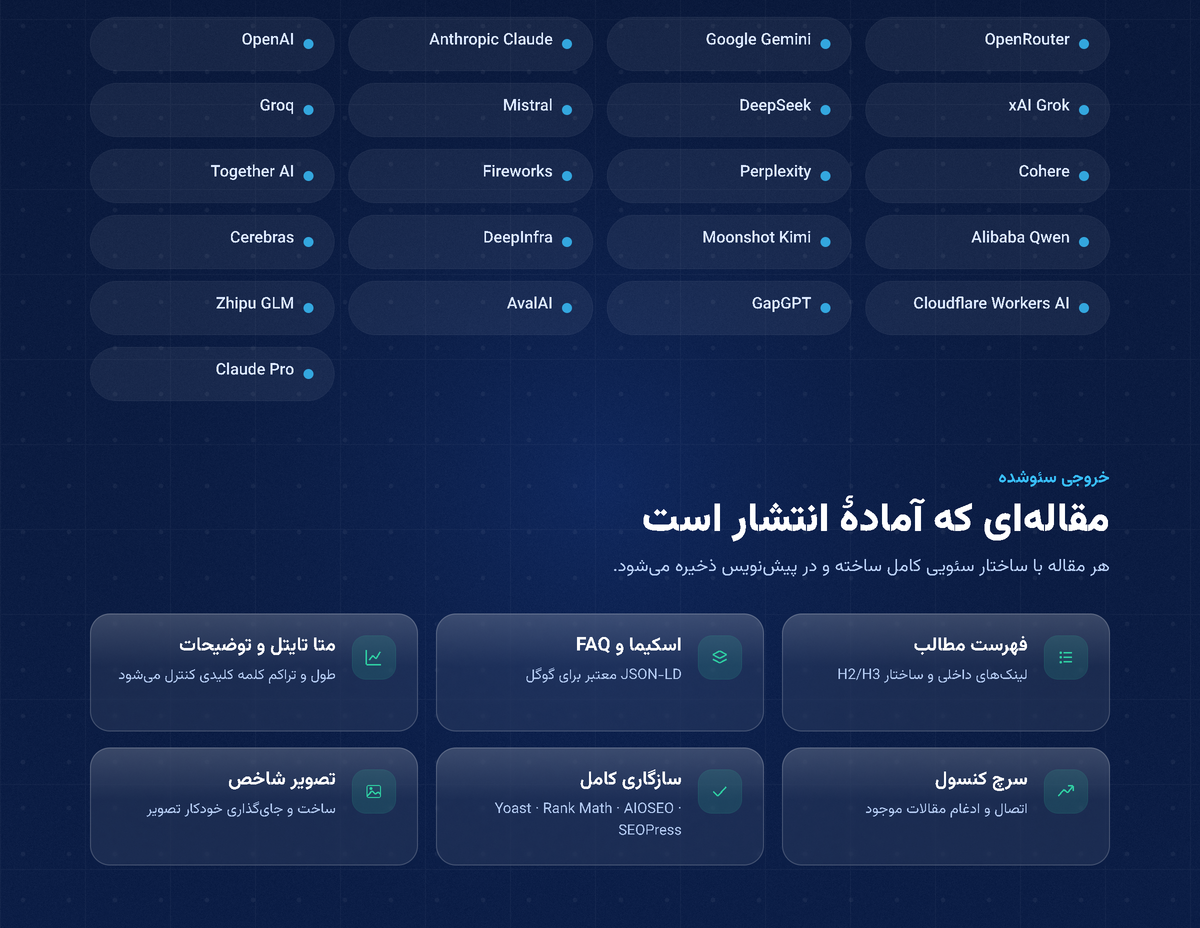 OpenRouter
Google Gemini
Anthropic Claude
OpenAI
xAI Grok
DeepSeek
Mistral
Groq
Cohere
Perplexity
Fireworks
Together AI
Alibaba Qwen
Moonshot Kimi
DeepInfra
Cerebras
Cloudflare Workers AI
GapGPT
AvalAI
Zhipu GLM
Claude Pro
خروجی سئوشده
مقاله‌ای که آمادهٔ انتشار است
هر مقاله با ساختار سئویی کامل ساخته و در پیش‌نویس ذخیره می‌شود.
فهرست مطالب
لینک‌های داخلی و ساختار H2/H3
اسکیما و FAQ
JSON-LD معتبر برای گوگل
متا تایتل و توضیحات
طول و تراکم کلمه کلیدی کنترل می‌شود
سرچ کنسول
اتصال و ادغام مقالات موجود
سازگاری کامل
Yoast · Rank Math · AIOSEO ·
SEOPress
تصویر شاخص
ساخت و جای‌گذاری خودکار تصویر